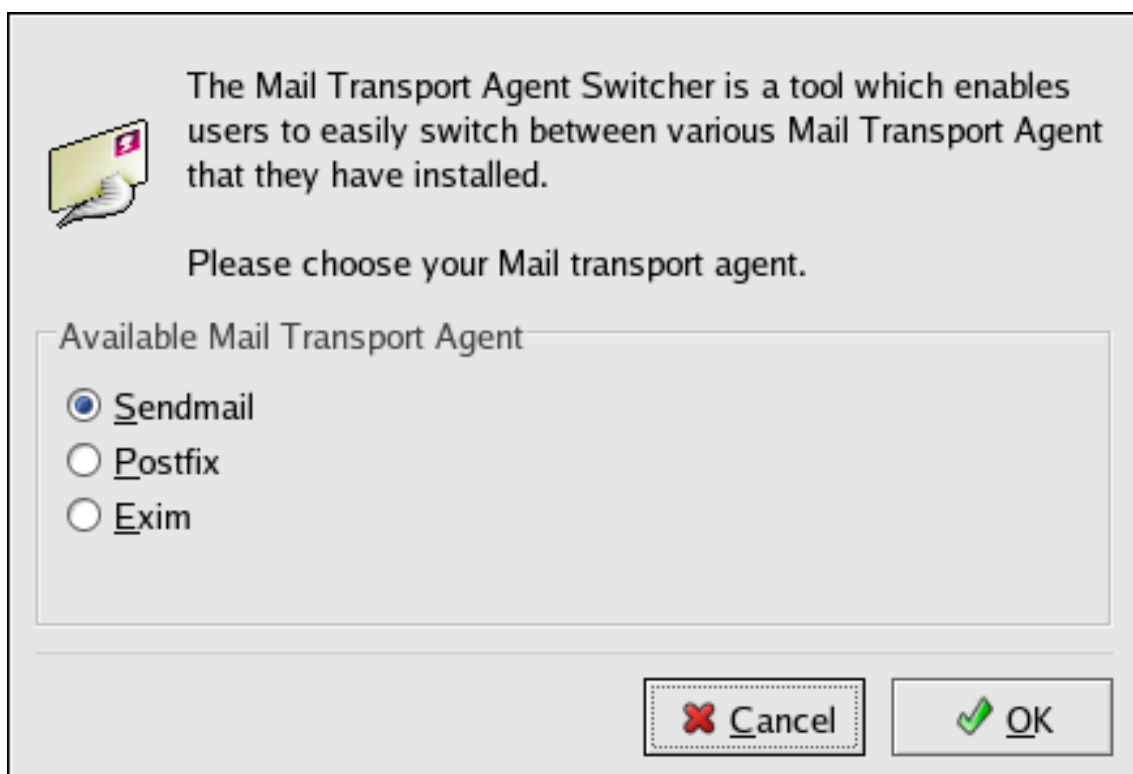 The Mail Transport Agent Switcher is a tool which enables
users to easily switch between various Mail Transport Agent
that they have installed.
Please choose your Mail transport agent.
Available Mail Transport Agent
Sendmail
Postfix
Exim
Cancel
OK